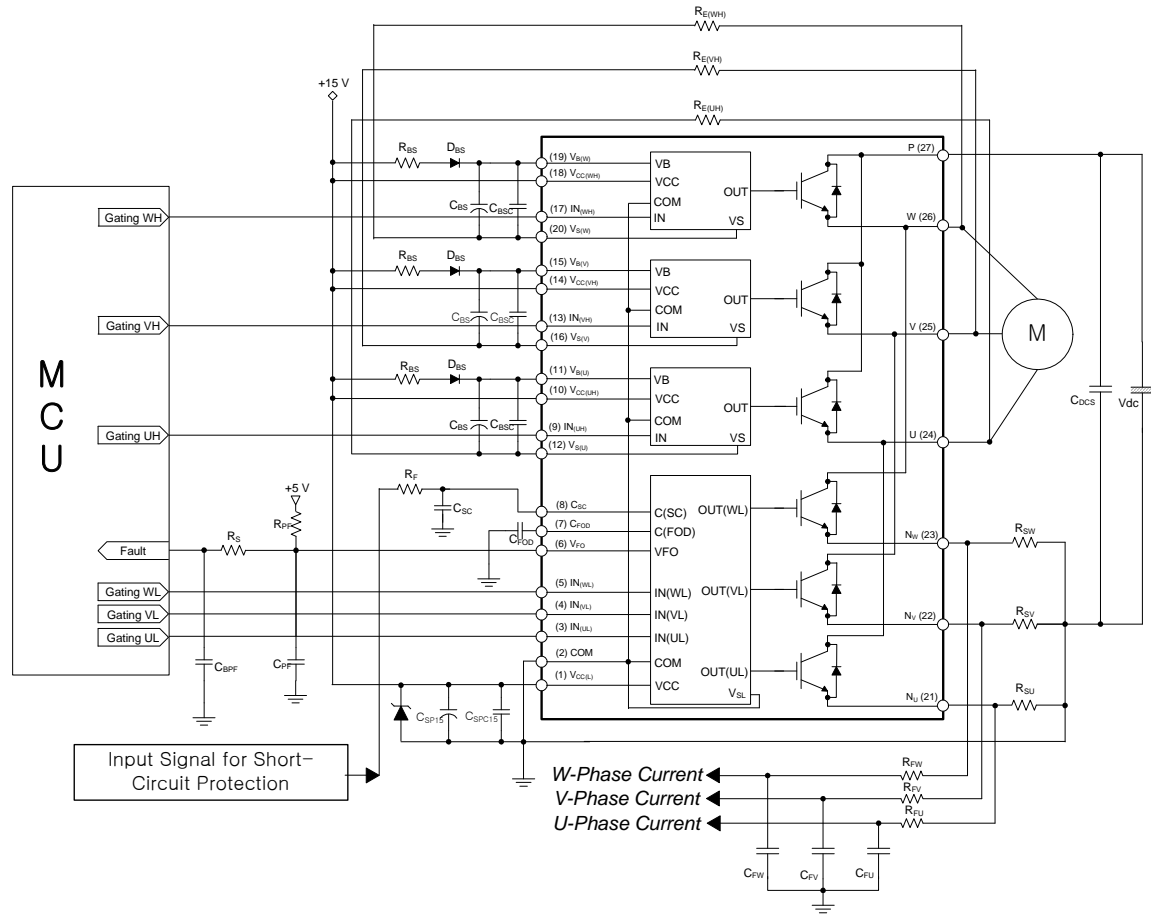 R_E(WH)
R_E(VH)
+15 V
R_E(UH)
P (27)
R_BS
D_BS
(19) V_B(W)
VB
(18) V_CC(WH)
VCC
OUT
C_BS
C_BSC
COM
Gating WH
(17) IN_(WH)
IN
VS
W (26)
(20) V_S(W)
R_BS
D_BS
(15) V_B(V)
VB
(14) V_CC(VH)
VCC
OUT
C_BS
C_BSC
COM
Gating VH
(13) IN_(VH)
IN
VS
V (25)
M
(16) V_S(V)
MCU
R_BS
D_BS
(11) V_B(U)
VB
(10) V_CC(UH)
VCC
OUT
C_DCS
Vdc
C_BS
C_BSC
COM
Gating UH
(9) IN_(UH)
IN
VS
U (24)
(12) V_S(U)
R_F
+5 V
C_SC
(8) C_SC
C(SC)
OUT(WL)
R_PF
C_FOD
(7) C_FOD
C(FOD)
R_S
N_W (23)
R_SW
Fault
(6) V_FO
VFO
Gating WL
(5) IN_(WL)
IN(WL)
OUT(VL)
Gating VL
(4) IN_(VL)
IN(VL)
N_V (22)
R_SV
Gating UL
(3) IN_(UL)
IN(UL)
C_BPF
C_PF
(2) COM
COM
OUT(UL)
(1) V_CC(L)
VCC
V_SL
N_U (21)
R_SU
C_SP15
C_SPC15
Input Signal for Short-
Circuit Protection
W-Phase Current
R_FW
V-Phase Current
R_FV
U-Phase Current
R_FU
C_FW
C_FV
C_FU